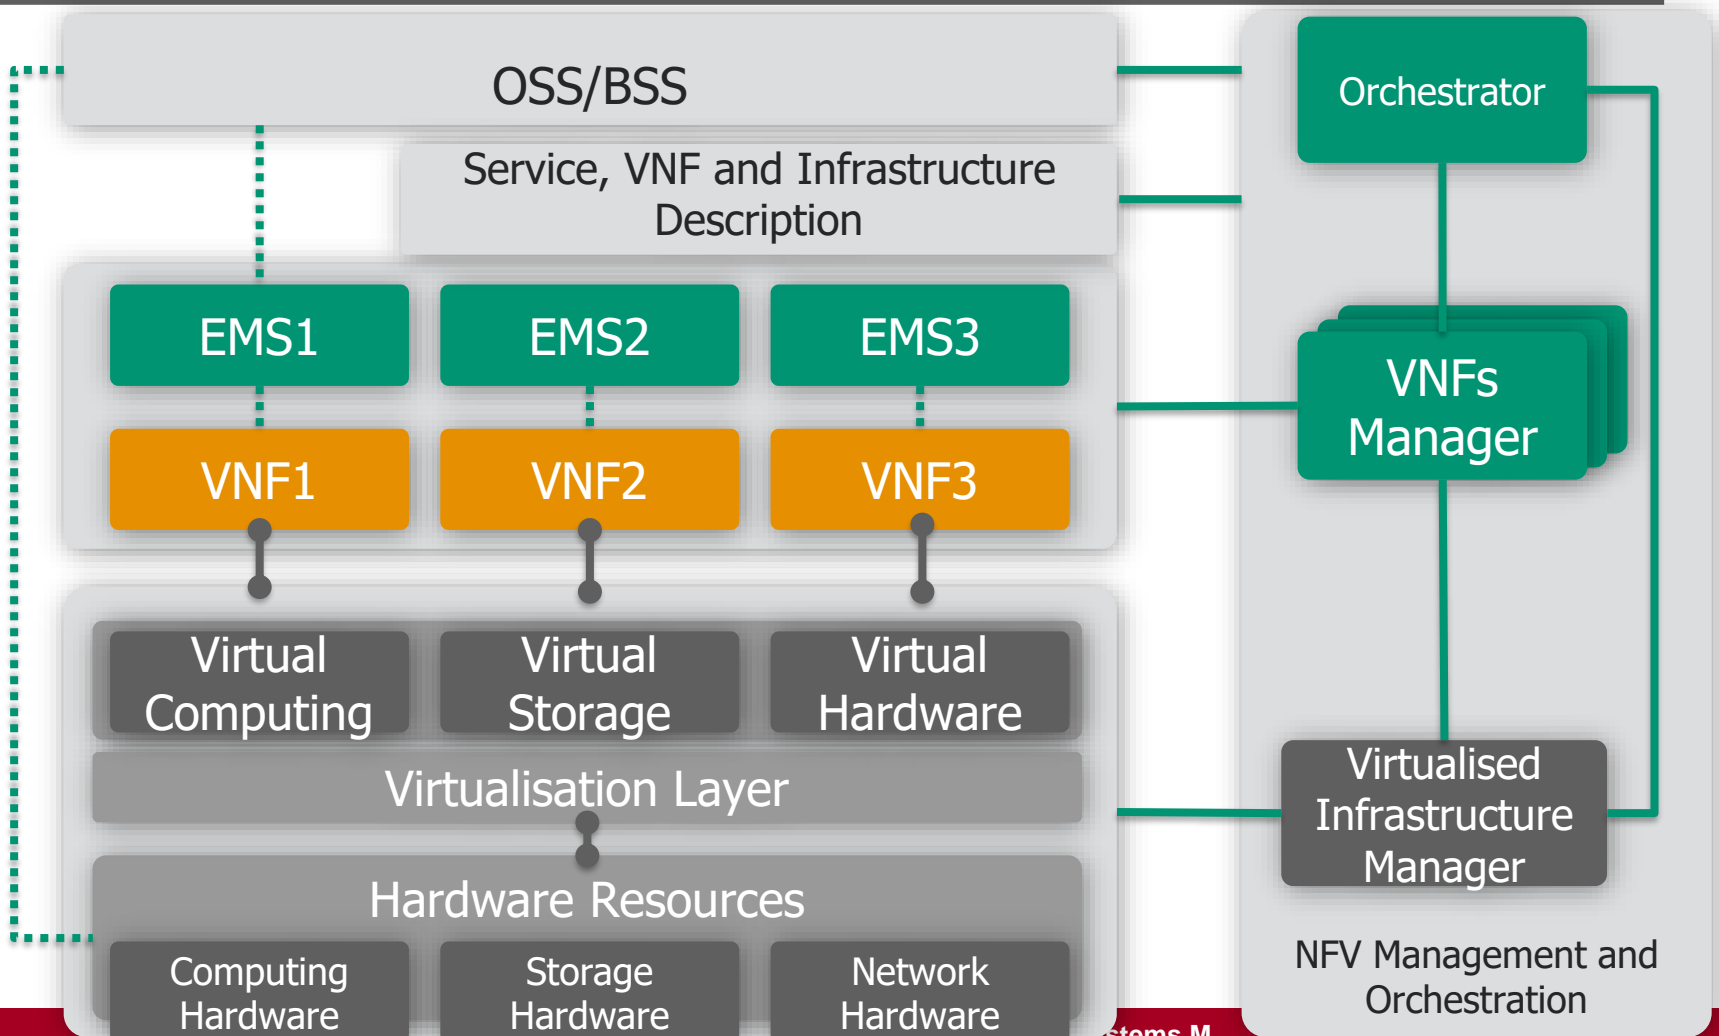 OSS/BSS
Orchestrator
Service, VNF and Infrastructure
Description
EMS1
EMS2
EMS3
VNFs
Manager
VNF1
VNF2
VNF3
Virtual
Computing
Virtual
Storage
Virtual
Hardware
Virtualisation Layer
Virtualised
Infrastructure
Manager
Hardware Resources
Computing
Hardware
Storage
Hardware
Network
Hardware
NFV Management and
Orchestration